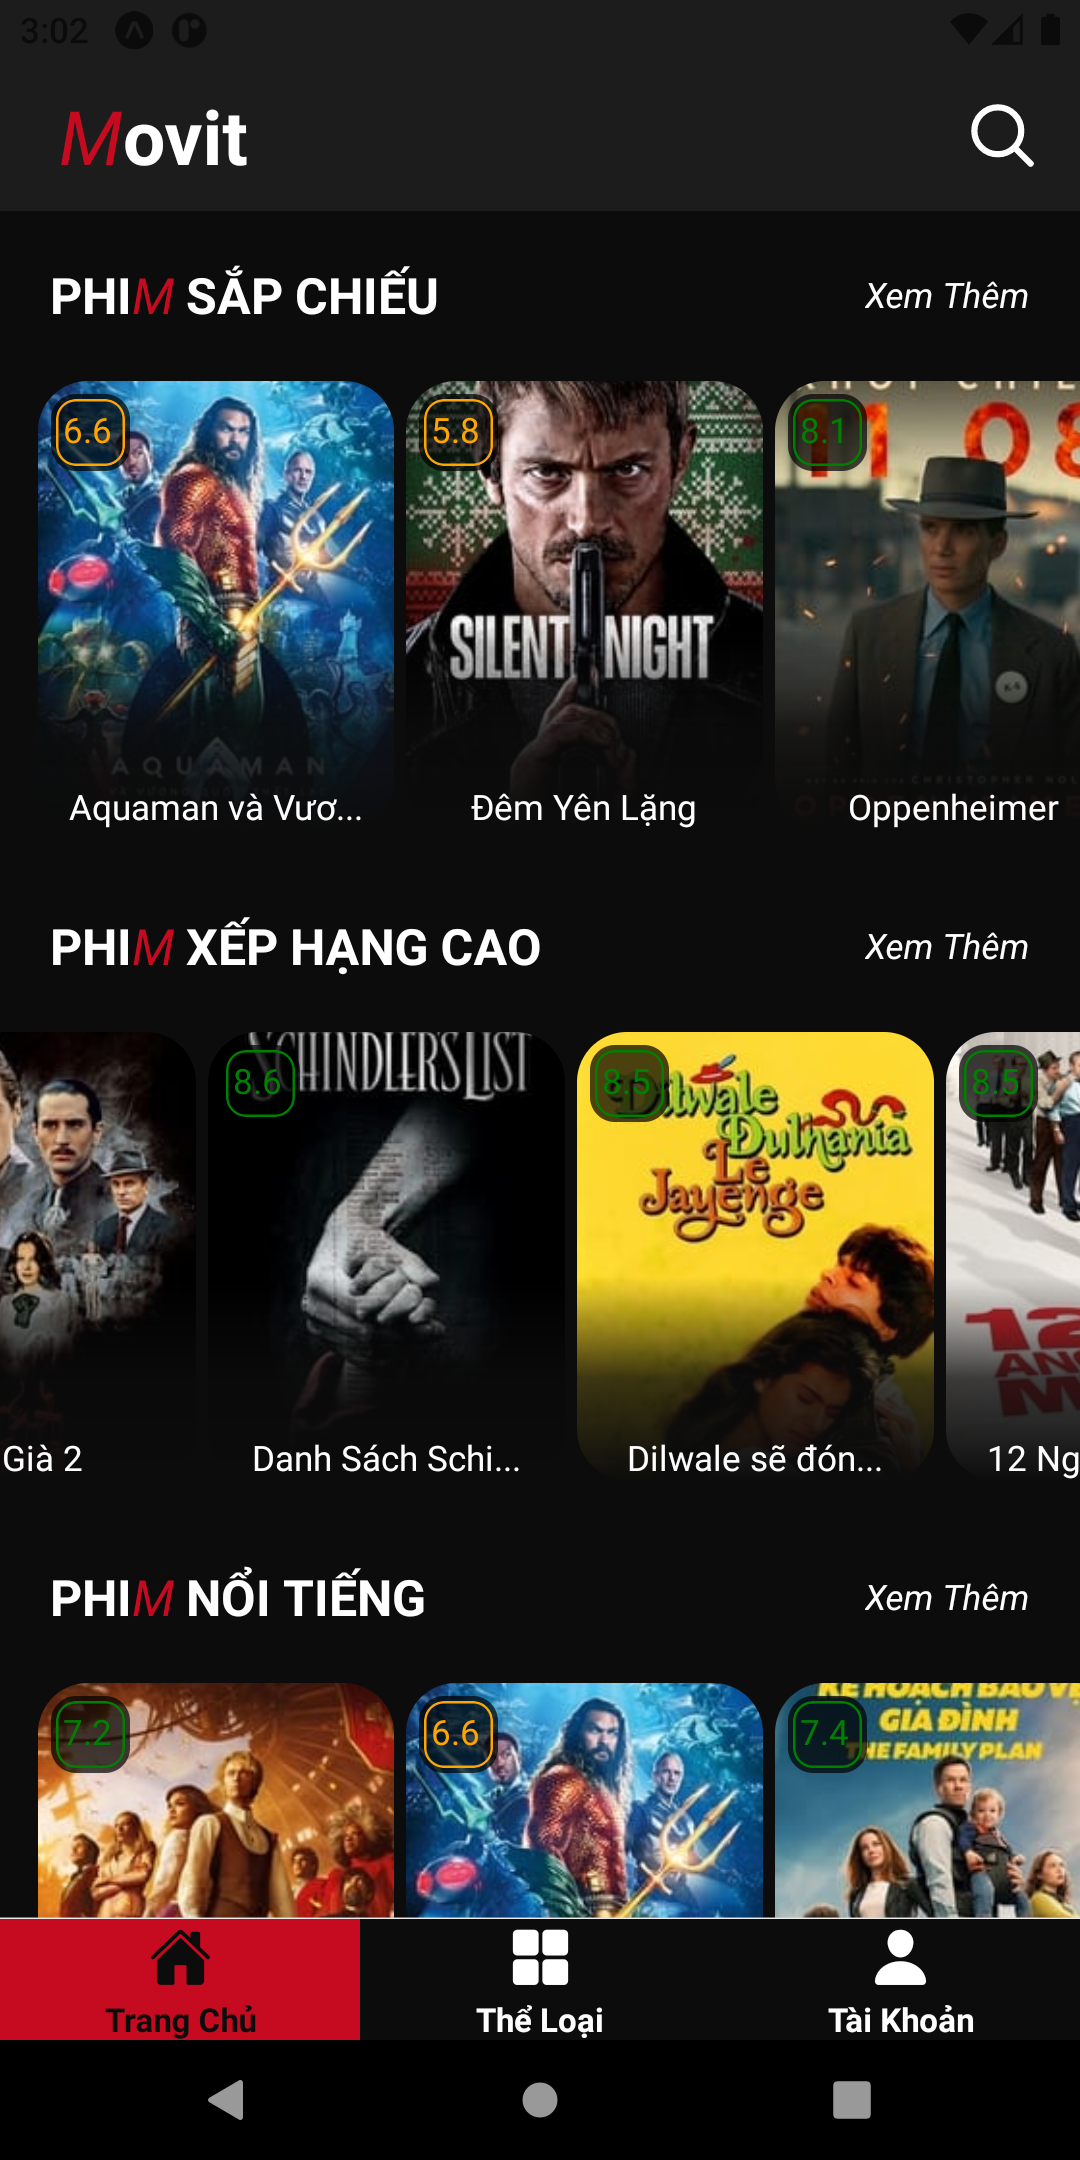 3:02
Movit
PHIM SẮP CHIẾU
Xem Thêm
6.6
5.8
8.1
11 08
SILENT NIGHT
AQUAMAN
Aquaman và Vươ...
Đêm Yên Lặng
Oppenheimer
PHIM XẾP HẠNG CAO
Xem Thêm
8.6
SCHINDLER'S LIST
8.5
Dilwale
Dulhania
Le
Jayenge
8.5
12
ANG
M
Già 2
Danh Sách Schi...
Dilwale sẽ đón...
12 Ng
PHIM NỔI TIẾNG
Xem Thêm
7.2
6.6
7.4
KẾ HOẠCH BẢO VỆ
GIA ĐÌNH
THE FAMILY PLAN
Trang Chủ
Thể Loại
Tài Khoản